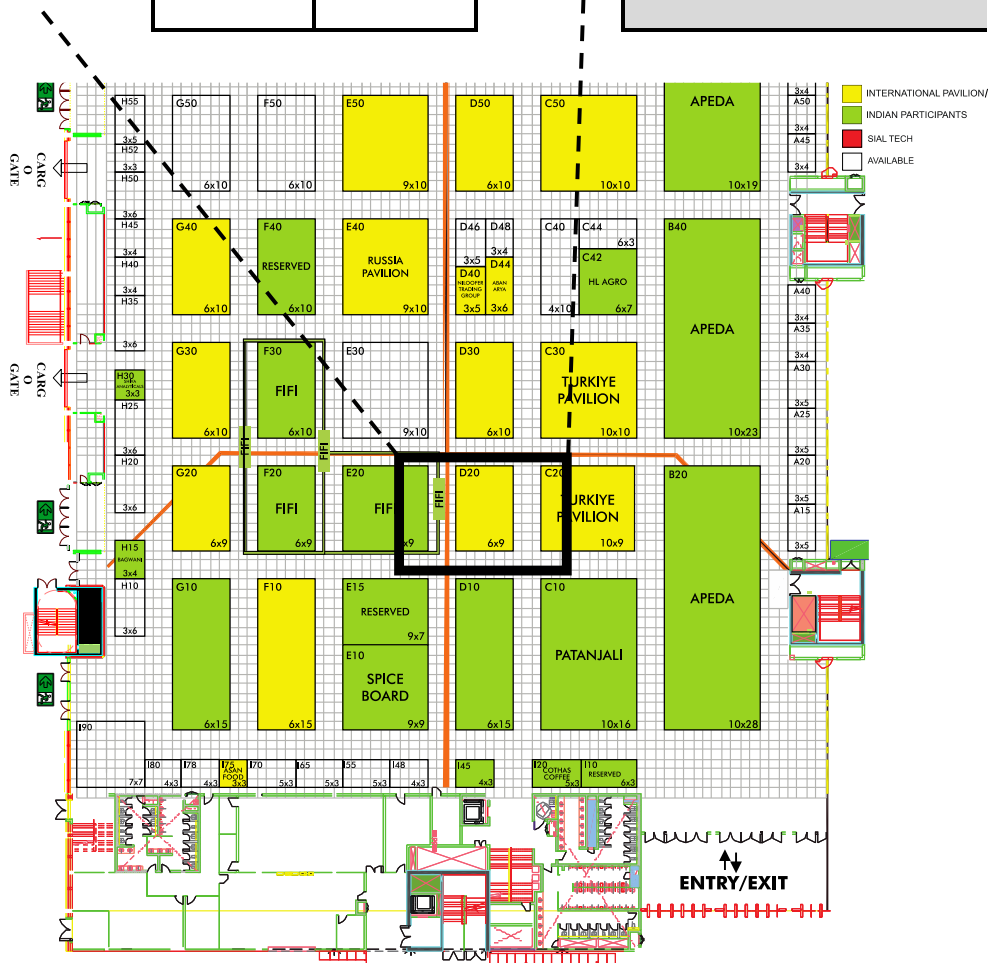 INTERNATIONAL PAVILION/
INDIAN PARTICIPANTS
SIAL TECH
AVAILABLE
H55
3x5
H52
3x3
H50
3x6
H45
3x4
H40
3x4
H35
3x6
H30
3x3
H25
3x6
H20
3x6
H15
BAGWANI
3x4
H10
3x6
CARG
O
GATE
CARG
O
GATE
G50
6x10
F50
6x10
E50
9x10
D50
6x10
C50
10x10
APEDA
10x19
3x4
A50
3x4
A45
3x4
G40
6x10
F40
RESERVED
6x10
E40
RUSSIA
PAVILION
9x10
D46
3x5
D48
3x4
D40
NILOOFER
TRADING
GROUP
3x5
D44
ABAN
ARYA
3x6
C40
4x10
C44
6x3
C42
HL AGRO
6x7
B40
APEDA
10x23
A40
3x4
A35
3x4
A30
3x5
A25
3x5
A20
3x5
A15
3x5
G30
6x10
F30
FIFI
6x10
E30
9x10
D30
6x10
C30
TURKIYE
PAVILION
10x10
FIFI
FIFI
FIFI
G20
6x9
F20
FIFI
6x9
E20
FIF
x9
D20
6x9
C20
TURKIYE
PAVILION
10x9
B20
APEDA
10x28
G10
6x15
F10
6x15
E15
RESERVED
9x7
E10
SPICE
BOARD
9x9
D10
6x15
C10
PATANJALI
10x16
I90
7x7
I80
4x3
I78
4x3
I75
ASAN
FOOD
3x3
I70
5x3
I65
5x3
I55
5x3
I48
4x3
I45
4x3
I20
COTHAS
COFFEE
5x3
I10
RESERVED
6x3
ENTRY/EXIT